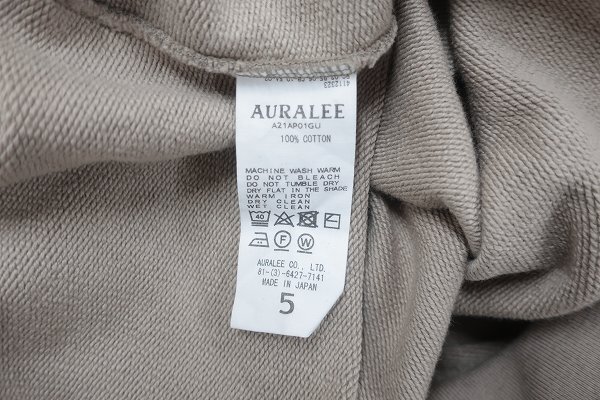 4112323
AURALEE
A21AP01GU
100% COTTON
MACHINE WASH WARM
DO NOT BLEACH
DO NOT TUMBLE DRY
DRY FLAT IN THE SHADE
WARM IRON
DRY CLEAN
WET CLEAN
40
F W
AURALEE CO., LTD.
81-(3)-6427-7141
MADE IN JAPAN
5